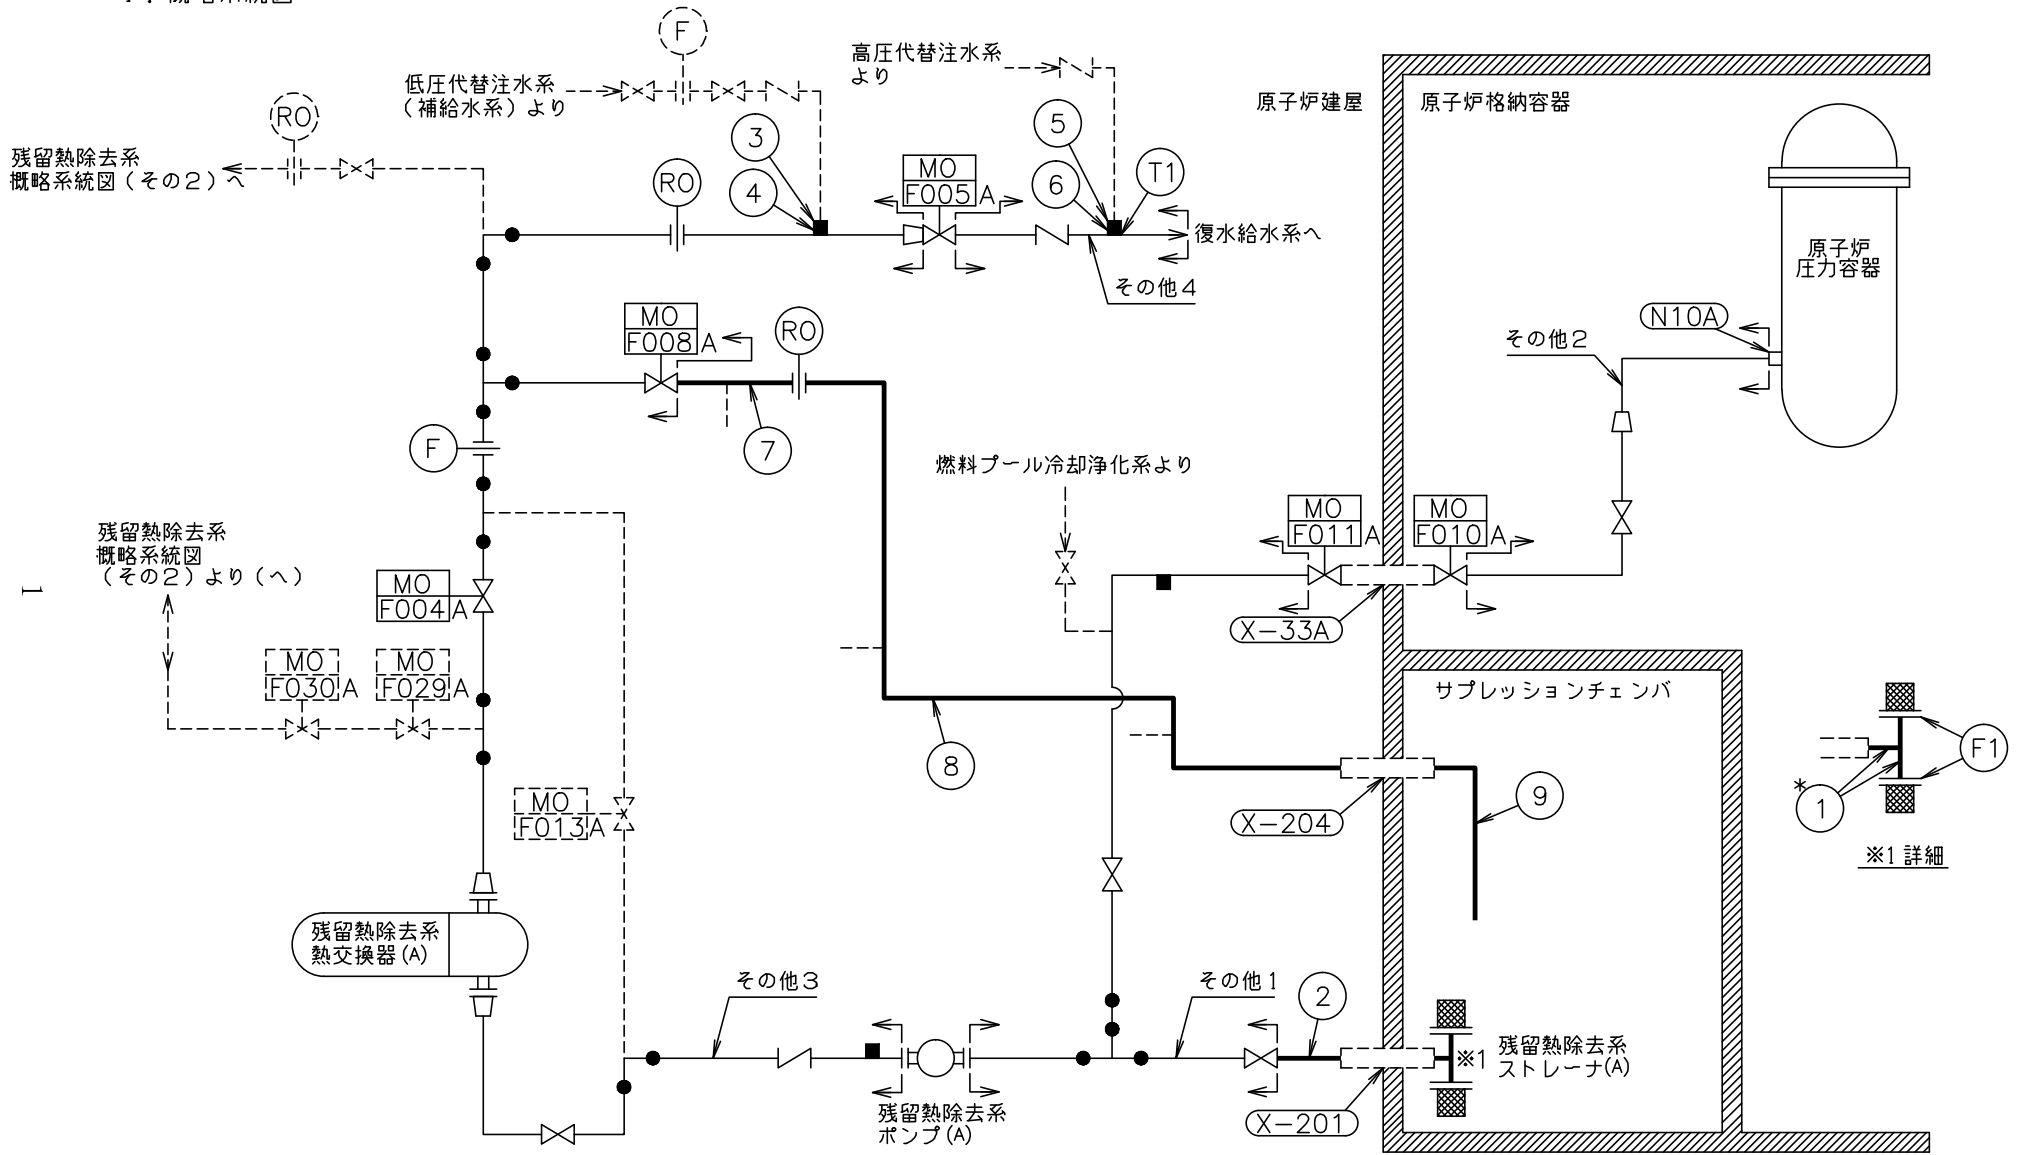 F
高圧代替注水系
より
低圧代替注水系
(補給水系)より
RO
原子炉建屋
原子炉格納容器
残留熱除去系
概略系統図(その2)へ
3
4
RO
MO
F005A
5
6
T1
復水給水系へ
その他4
原子炉
圧力容器
N10A
その他2
MO
F008A
RO
7
F
燃料プール冷却浄化系より
残留熱除去系
概略系統図
(その2)より(へ)
MO
F004A
MO
F011A
MO
F010A
X-33A
1
MO
F030A
MO
F029A
サプレッションチェンバ
8
F1
*
1
※1詳細
9
MO
F013A
X-204
残留熱除去系
熱交換器(A)
その他3
その他1
2
※1
残留熱除去系
ストレーナ(A)
残留熱除去系
ポンプ(A)
X-201